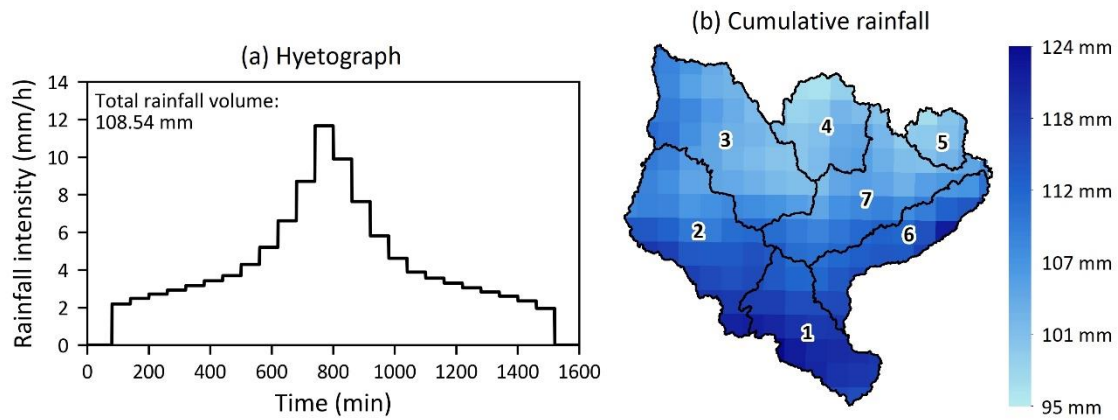 (a) Hyetograph
Rainfall intensity (mm/h)
14
12
10
8
6
4
2
0
Total rainfall volume:
108.54 mm
0 200 400 600 800 1000 1200 1400 1600
Time (min)
(b) Cumulative rainfall
3
4
5
7
2
6
1
124 mm
118 mm
112 mm
107 mm
101 mm
95 mm